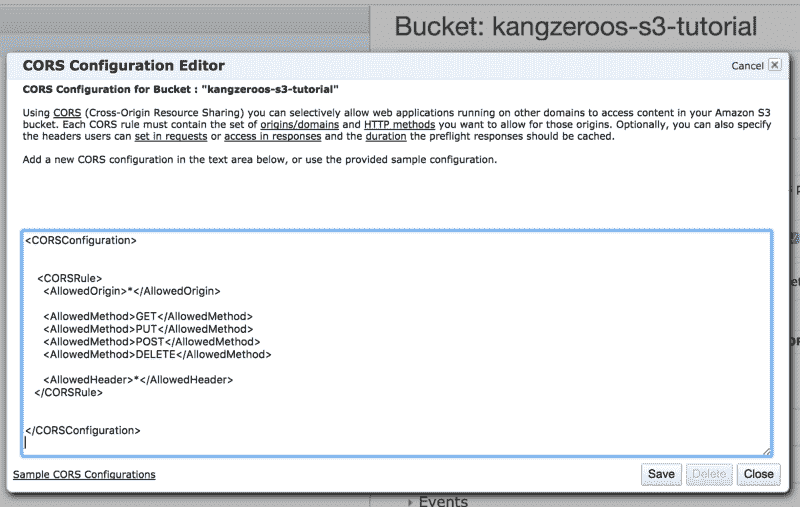 Bucket: kangzeroos-s3-tutorial
CORS Configuration Editor
Cancel
CORS Configuration for Bucket : "kangzeroos-s3-tutorial"
Using CORS (Cross-Origin Resource Sharing) you can selectively allow web applications running on other domains to access content in your Amazon S3
bucket. Each CORS rule must contain the set of origins/domains and HTTP methods you want to allow for those origins. Optionally, you can also specify
the headers users can set in requests or access in responses and the duration the preflight responses should be cached.
Add a new CORS configuration in the text area below, or use the provided sample configuration.
<CORSConfiguration>
<CORSRule>
<AllowedOrigin>*</AllowedOrigin>
<AllowedMethod>GET</AllowedMethod>
<AllowedMethod>PUT</AllowedMethod>
<AllowedMethod>POST</AllowedMethod>
<AllowedMethod>DELETE</AllowedMethod>
<AllowedHeader>*</AllowedHeader>
</CORSRule>
</CORSConfiguration>
Sample CORS Configurations
Save
Delete
Close
Events